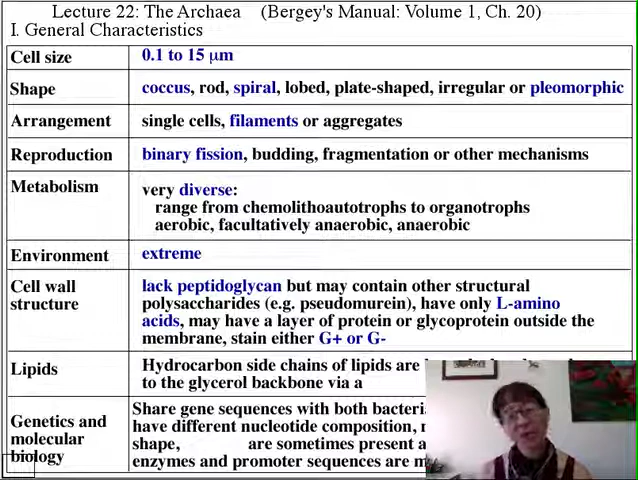 Lecture 22: The Archaea (Bergey's Manual: Volume 1, Ch. 20)
I. General Characteristics
Cell size 0.1 to 15 μm
Shape coccus, rod, spiral, lobed, plate-shaped, irregular or pleomorphic
Arrangement single cells, filaments or aggregates
Reproduction binary fission, budding, fragmentation or other mechanisms
Metabolism very diverse:
range from chemolithoautotrophs to organotrophs
aerobic, facultatively anaerobic, anaerobic
Environment extreme
Cell wall structure lack peptidoglycan but may contain other structural
polysaccharides (e.g. pseudomurein), have only L-amino
acids, may have a layer of protein or glycoprotein outside the
membrane, stain either G+ or G-
Lipids Hydrocarbon side chains of lipids are
to the glycerol backbone via a
Genetics and molecular biology Share gene sequences with both
have different nucleotide composition,
shape, are sometimes present
enzymes and promoter sequences are